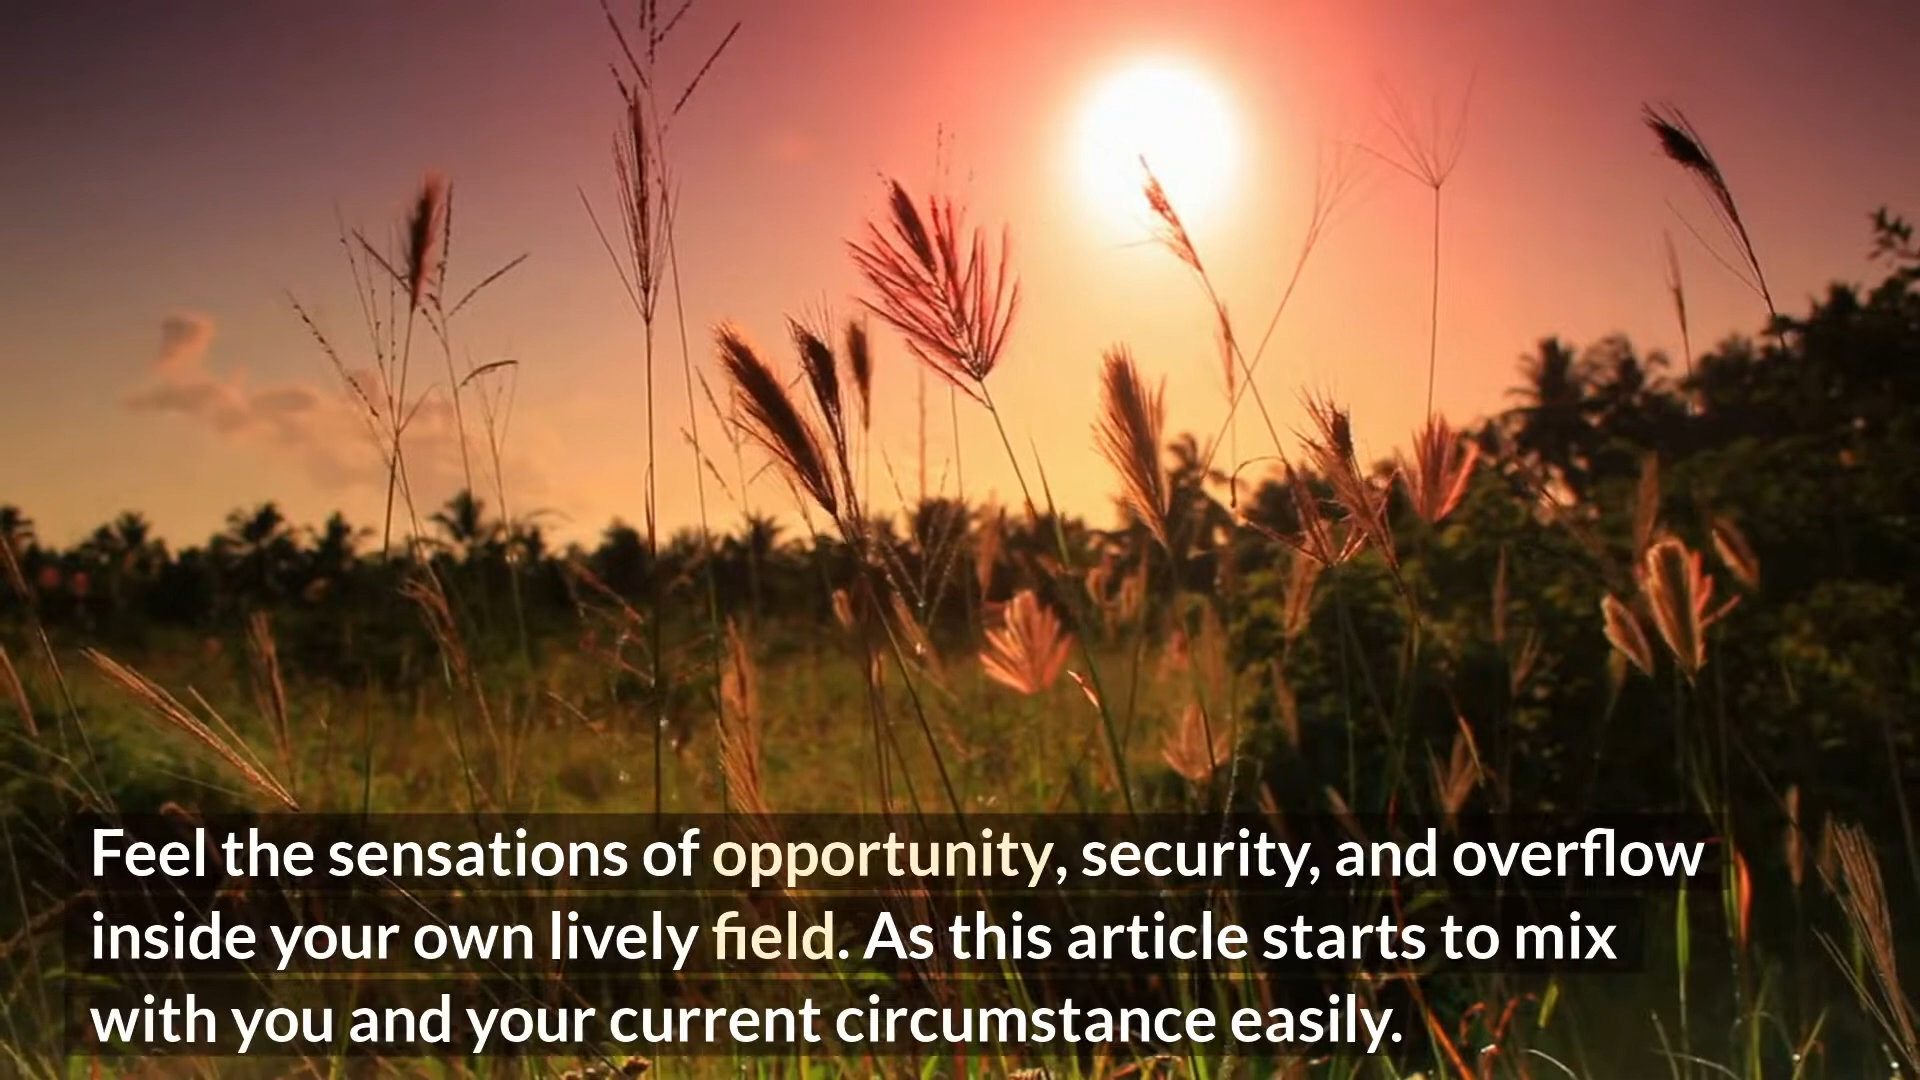 Feel the sensations of opportunity, security, and overflow
inside your own lively field. As this article starts to mix
with you and your current circumstance easily.